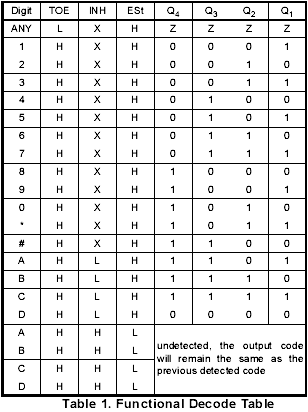 Digit TOE INH ESt Q4 Q3 Q2 Q1
ANY L X H Z Z Z Z
1 H X H 0 0 0 1
2 H X H 0 0 1 0
3 H X H 0 0 1 1
4 H X H 0 1 0 0
5 H X H 0 1 0 1
6 H X H 0 1 1 0
7 H X H 0 1 1 1
8 H X H 1 0 0 0
9 H X H 1 0 0 1
0 H X H 1 0 1 0
* H X H 1 0 1 1
# H X H 1 1 0 0
A H L H 1 1 0 1
B H L H 1 1 1 0
C H L H 1 1 1 1
D H L H 0 0 0 0
A H H L
B H H L
C H H L
D H H L
undetected, the output code
will remain the same as the
previous detected code
Table 1. Functional Decode Table